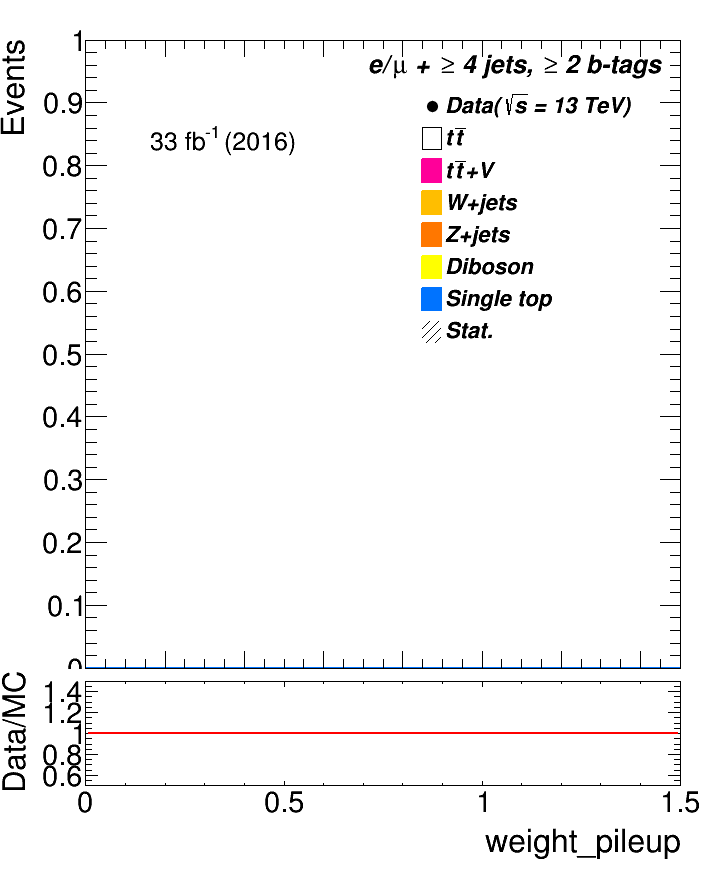 Events
1
e/μ + ≥ 4 jets, ≥ 2 b-tags
0.9
Data(√s = 13 TeV)
33 fb⁻¹ (2016)
tt̅
0.8
tt̅+V
W+jets
0.7
Z+jets
Diboson
0.6
Single top
Stat.
0.5
0.4
0.3
0.2
0.1
0
Data/MC
1.4
1.2
1
0.8
0.6
0 0.5 1 1.5
weight_pileup